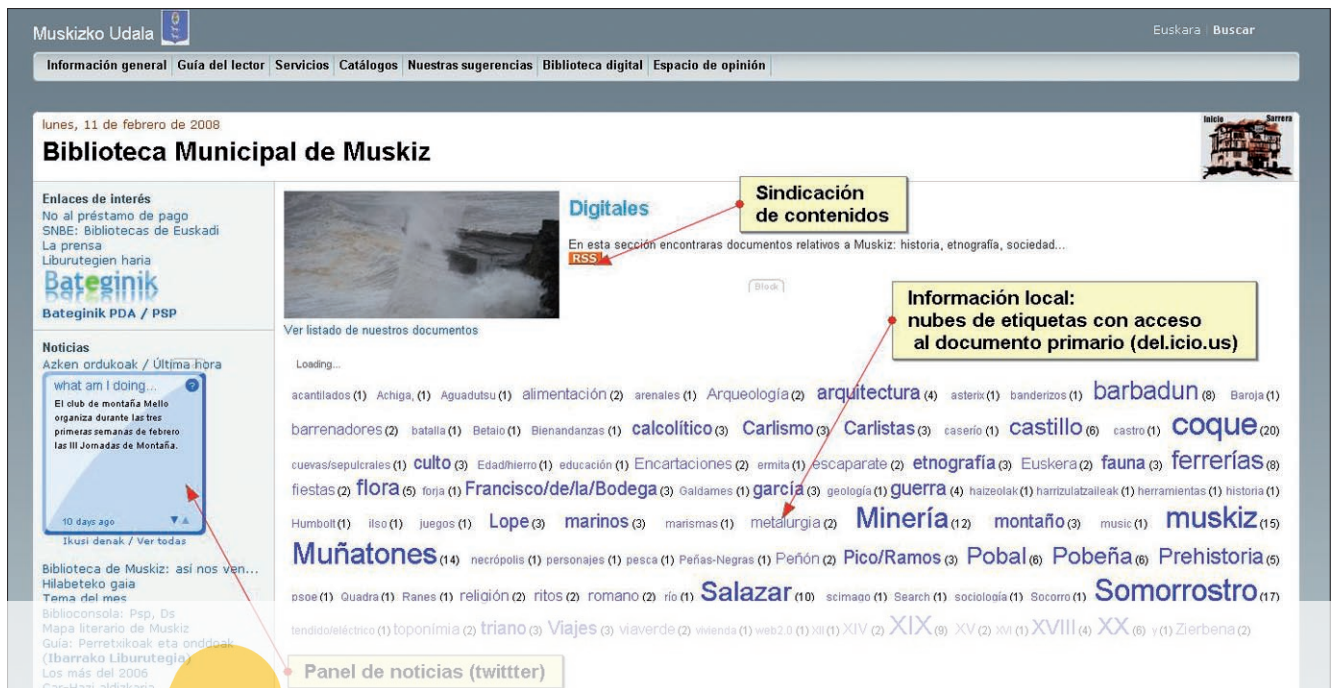 Muskizko Udala
Euskara | Buscar
Información general | Guía del lector | Servicios | Catálogos | Nuestras sugerencias | Biblioteca digital | Espacio de opinión
lunes, 11 de febrero de 2008
Biblioteca Municipal de Muskiz
Inicio Sarrera
Enlaces de interés
No al préstamo de pago
SNBE: Bibliotecas de Euskadi
La prensa
Liburutegien haria
Bateginik
Bateginik PDA / PSP
Noticias
Azken ordukoak / Última hora
what am I doing... ?
El club de montaña Mello
organiza durante las tres
primeras semanas de febrero
las III Jornadas de Montaña.
10 days ago
Ikusi denak / Ver todas
Biblioteca de Muskiz: así nos ven...
Hilabeteko gaia
Tema del mes
Biblioconsola: Psp, Ds
Mapa literario de Muskiz
Guia: Perretxikoak eta onddoak
(Ibarrako Liburutegia)
Los más del 2006
Car-Hazi aldizkaria
Panel de noticias (twittter)
Digitales
Sindicación
de contenidos
En esta sección encontraras documentos relativos a Muskiz: historia, etnografía, sociedad...
RSS
Block
Información local:
nubes de etiquetas con acceso
al documento primario (del.icio.us)
Ver listado de nuestros documentos
Loading...
acantilados (1) Achiga, (1) Aguadutsu (1) alimentación (2) arenales (1) Arqueología (2) arquitectura (4) asterix (1) banderizos (1) barbadun (8) Baroja (1)
barrenadores (2) batalla (1) Betaio (1) Bienandanzas (1) calcolítico (3) Carlismo (3) Carlistas (3) caserío (1) castillo (6) castro (1) coque (20)
cuevas/sepulcrales (1) culto (3) Edad/hierro (1) educación (1) Encartaciones (2) ermita (1) escaparate (2) etnografía (3) Euskera (2) fauna (3) ferrerías (8)
fiestas (2) flora (5) forja (1) Francisco/de/la/Bodega (3) Galdames (1) garcía (3) geología (1) guerra (4) haizeolak (1) harrizulatzaileak (1) herramientas (1) historia (1)
Humbolt (1) ilso (1) juegos (1) Lope (3) marinos (3) marismas (1) metalurgia (2) Minería (12) montaño (3) music (1) muskiz (15)
Muñatones (14) necrópolis (1) personajes (1) pesca (1) Peñas-Negras (1) Peñón (2) Pico/Ramos (3) Pobal (6) Pobeña (6) Prehistoria (5)
psoe (1) Quadra (1) Ranes (1) religión (2) ritos (2) romano (2) río (1) Salazar (10) scimago (1) Search (1) sociología (1) Socorro (1) Somorrostro (17)
tendido/eléctrico (1) toponimia (2) triano (3) Viajes (3) viaverde (2) vivienda (1) web2.0 (1) XII (1) XIV (2) XIX (9) XV (2) XVI (1) XVIII (4) XX (6) y (1) Zierbena (2)